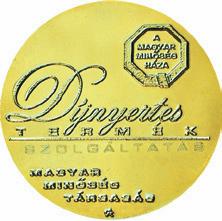 A
MAGYAR
MINŐSÉG
HÁZA
Díjnyertes
TERMÉK
SZOLGÁLTATÁS
MAGYAR
MINŐSÉG
TÁRSASÁG